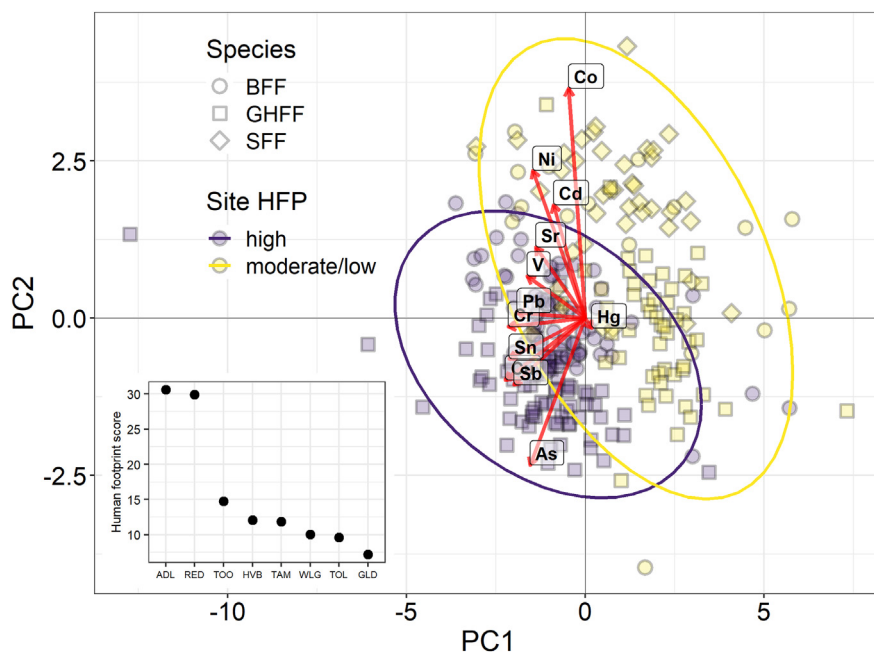 Species
BFF
GHFF
SFF
Site HFP
high
moderate/low
Co
Ni
Cd
Sr
V
Pb
Cr
Hg
Sn
Sb
As
PC2
2.5
0.0
-2.5
-10
-5
0
5
PC1
Human footprint score
30
25
20
15
10
ADL RED TOO HVB TAM WLG TOL GLD